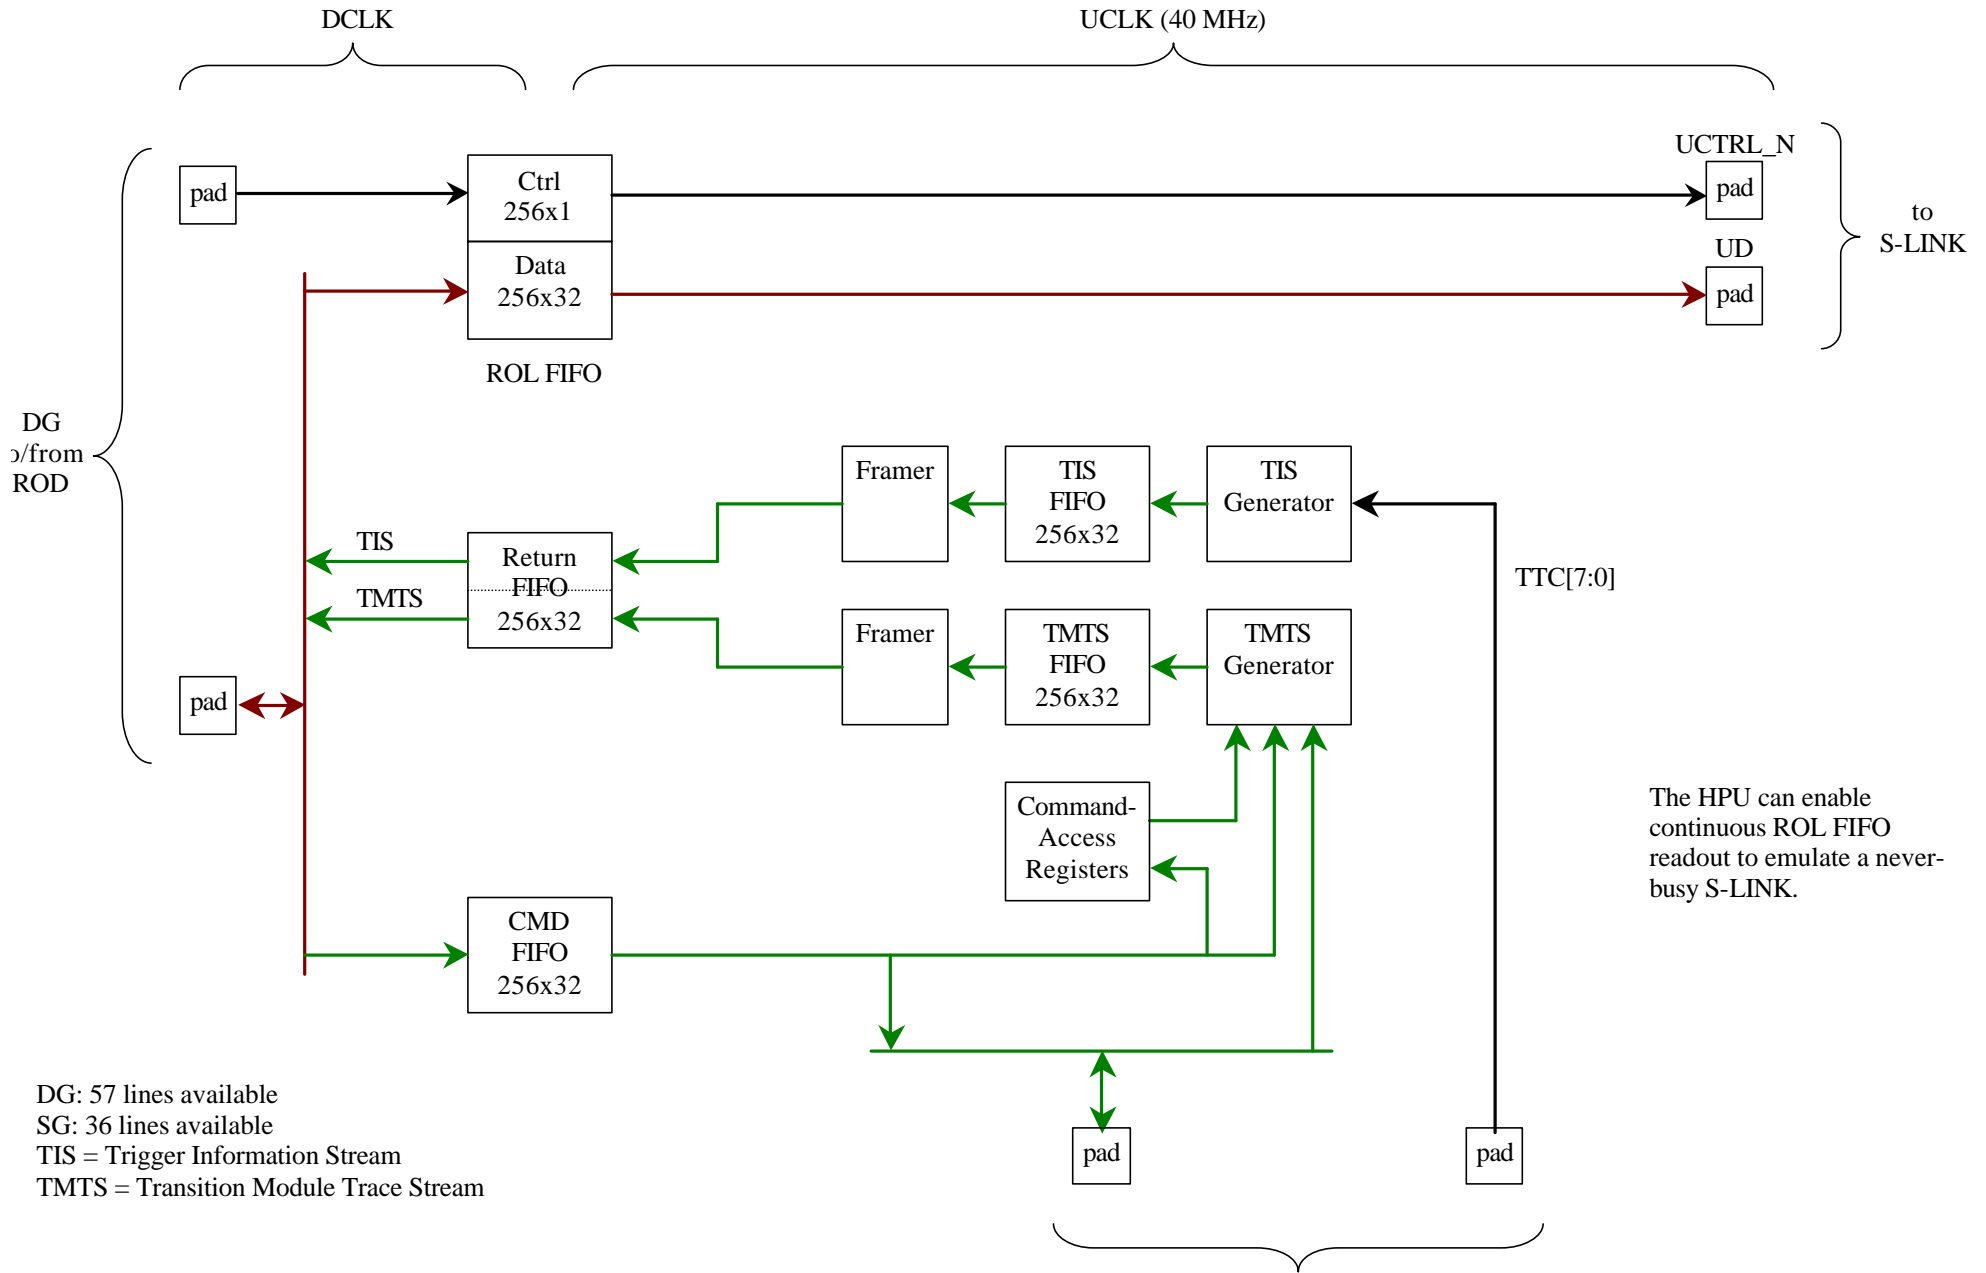 DCLK
UCLK (40 MHz)
UCTRL_N
pad
Ctrl
256x1
pad
to
S-LINK
UD
Data
256x32
pad
ROL FIFO
DG
o/from
ROD
Framer
TIS
FIFO
256x32
TIS
Generator
TIS
Return
FIFO
256x32
TMTS
TTC[7:0]
Framer
TMTS
FIFO
256x32
TMTS
Generator
pad
Command-
Access
Registers
The HPU can enable
continuous ROL FIFO
readout to emulate a never-
busy S-LINK.
CMD
FIFO
256x32
DG: 57 lines available
SG: 36 lines available
TIS = Trigger Information Stream
TMTS = Transition Module Trace Stream
pad
pad